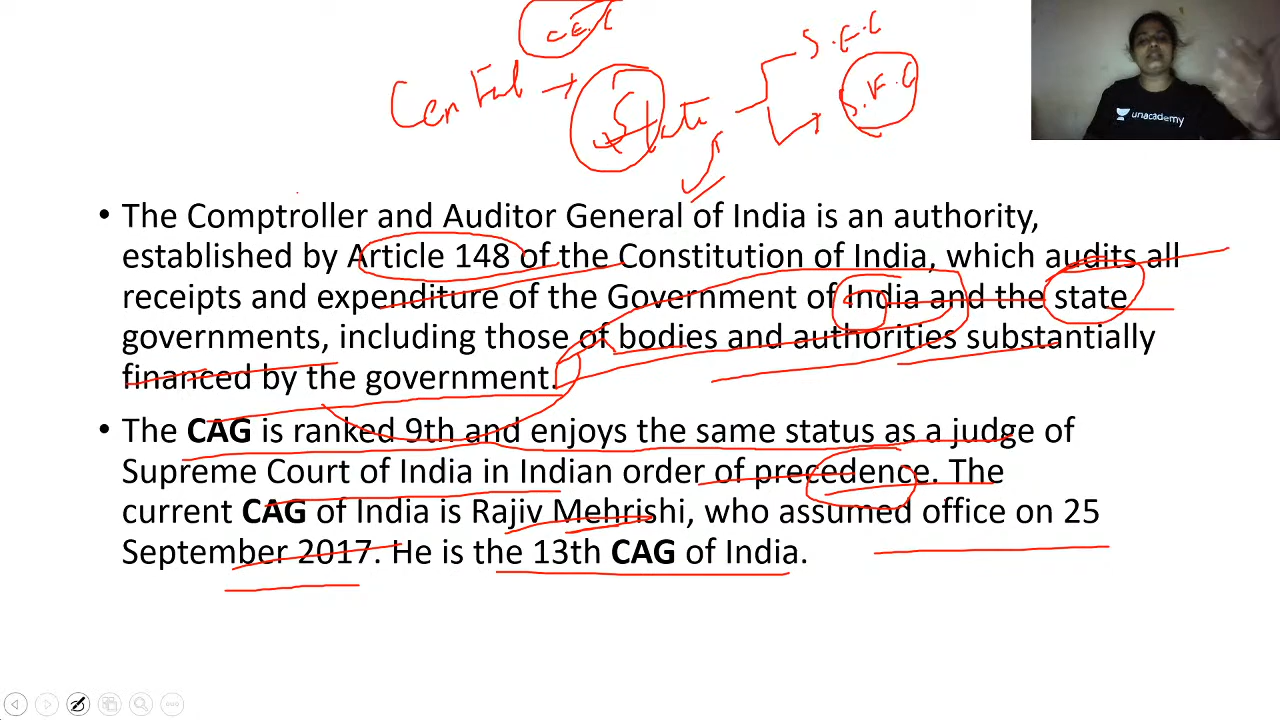 Central → State
S.F.C
unacademy
• The Comptroller and Auditor General of India is an authority,
established by Article 148 of the Constitution of India, which audits all
receipts and expenditure of the Government of India and the state
governments, including those of bodies and authorities substantially
financed by the government.
• The CAG is ranked 9th and enjoys the same status as a judge of
Supreme Court of India in Indian order of precedence. The
current CAG of India is Rajiv Mehrishi, who assumed office on 25
September 2017. He is the 13th CAG of India.